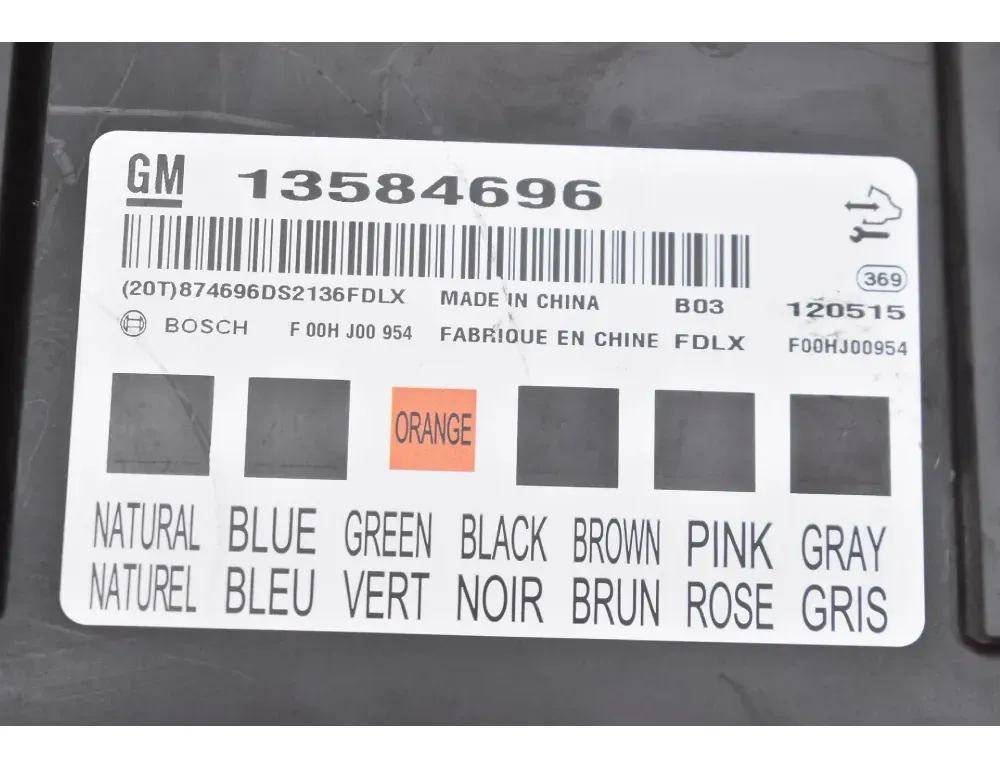 GM 13584696
369
(20T)874696DS2136FDLX MADE IN CHINA B03 120515
BOSCH F 00H J00 954 FABRIQUE EN CHINE FDLX F00HJ00954
ORANGE
NATURAL BLUE GREEN BLACK BROWN PINK GRAY
NATUREL BLEU VERT NOIR BRUN ROSE GRIS